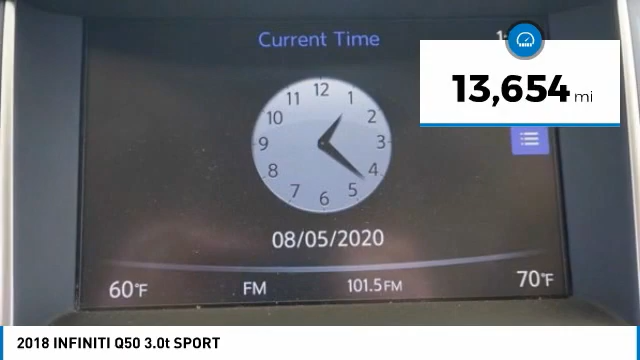 Current Time
13,654 mi
12
11 1
10 2
9 3
8 4
7 5
6
08/05/2020
60°F FM 101.5FM 70°F
2018 INFINITI Q50 3.0t SPORT